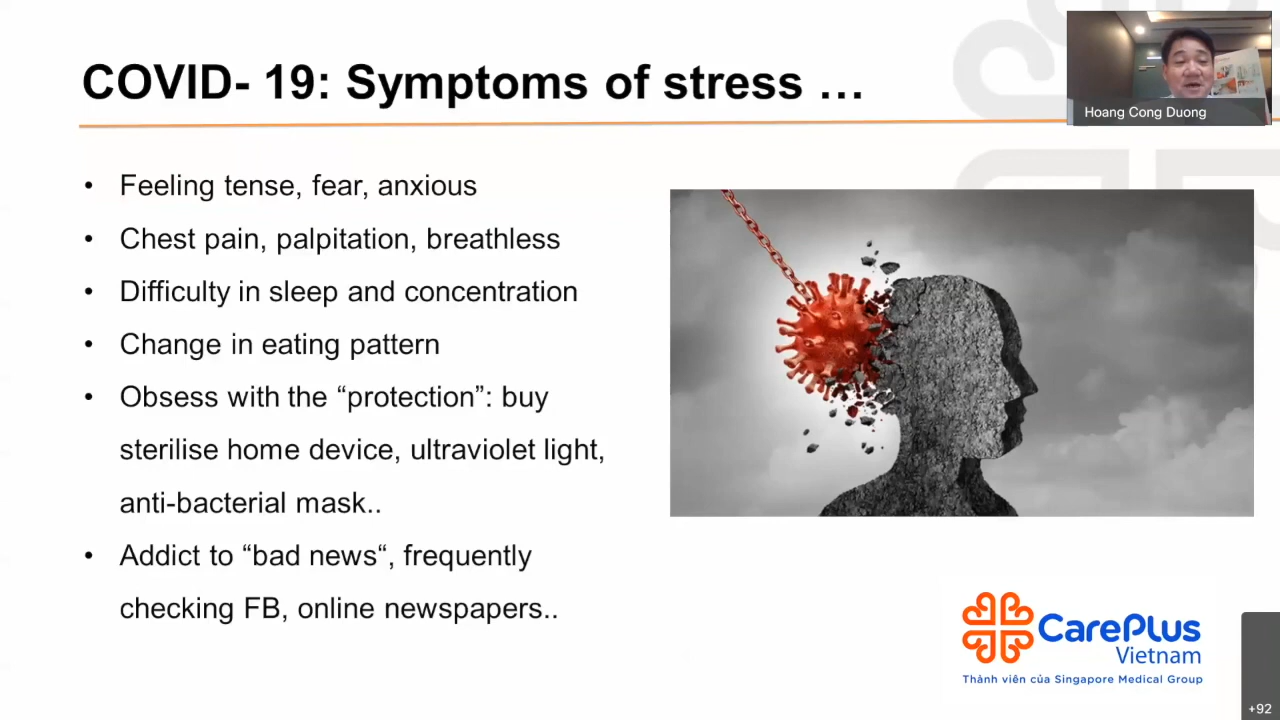 COVID- 19: Symptoms of stress …
Hoang Cong Duong
• Feeling tense, fear, anxious
• Chest pain, palpitation, breathless
• Difficulty in sleep and concentration
• Change in eating pattern
• Obsess with the “protection”: buy
sterilise home device, ultraviolet light,
anti-bacterial mask..
• Addict to “bad news“, frequently
checking FB, online newspapers..
CarePlus
Vietnam
Thành viên của Singapore Medical Group
+92